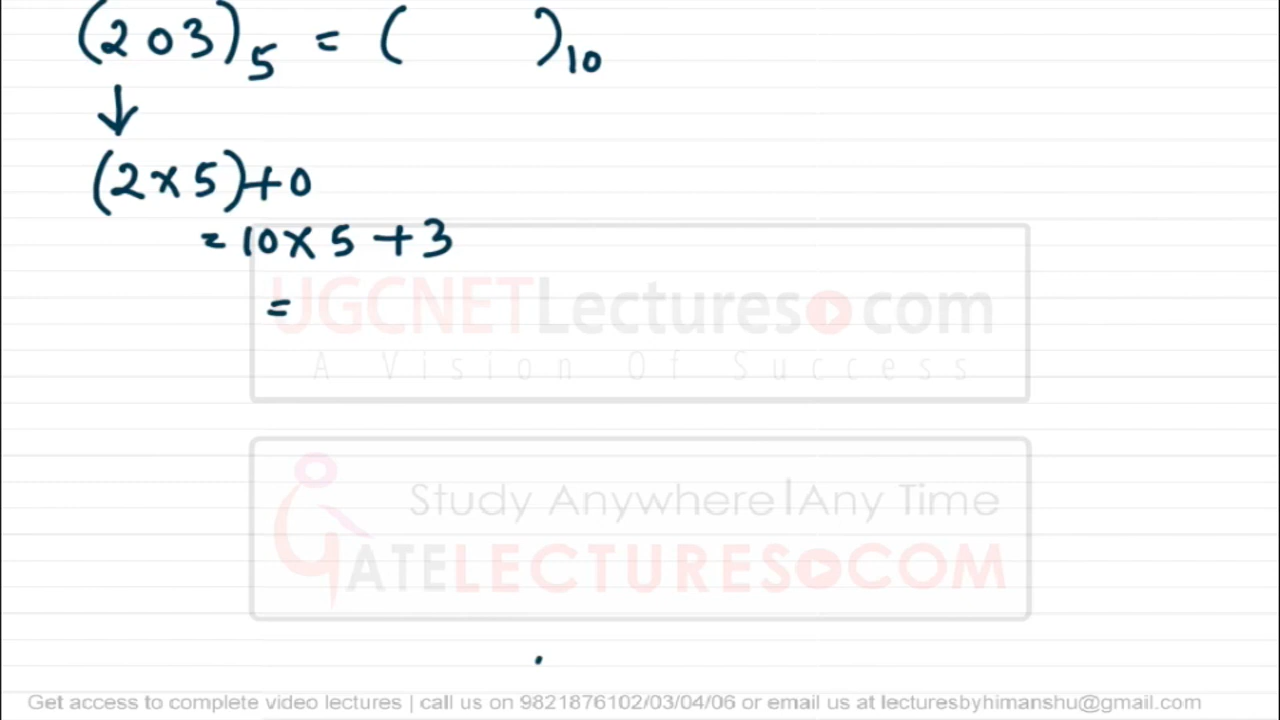 (203)5 = (      )10
↓
(2×5)+0
= 10× 5 +3
=
UGCNETLectures.com
A Vision Of Success
Study Anywhere|Any Time
GATELECTURES.COM
Get access to complete video lectures | call us on 9821876102/03/04/06 or email us at lecturesbyhimanshu@gmail.com